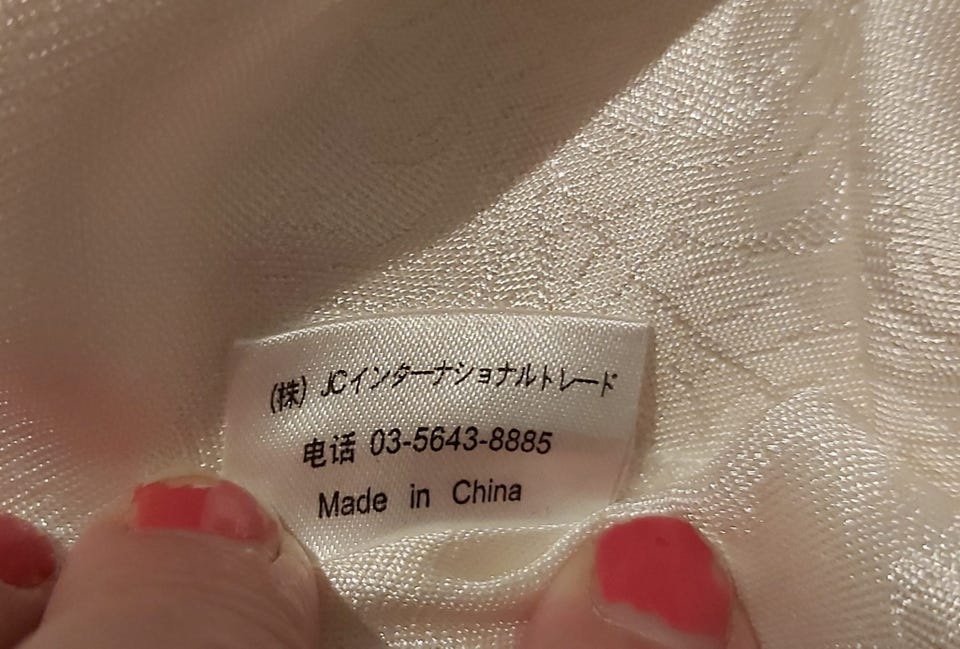 (株) JCインターナショナルトレード
电话 03-5643-8885
Made in China